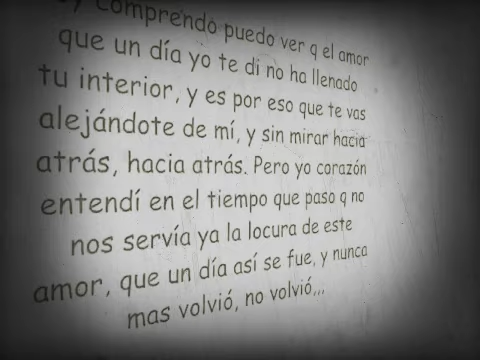 y comprendo puedo ver q el amor
que un día yo te di no ha llenado
tu interior, y es por eso que te vas
alejándote de mí, y sin mirar hacia
atrás, hacia atrás. Pero yo corazón
entendí en el tiempo que paso q no
nos servía ya la locura de este
amor, que un día así se fue, y nunca
mas volvió, no volvió,,,